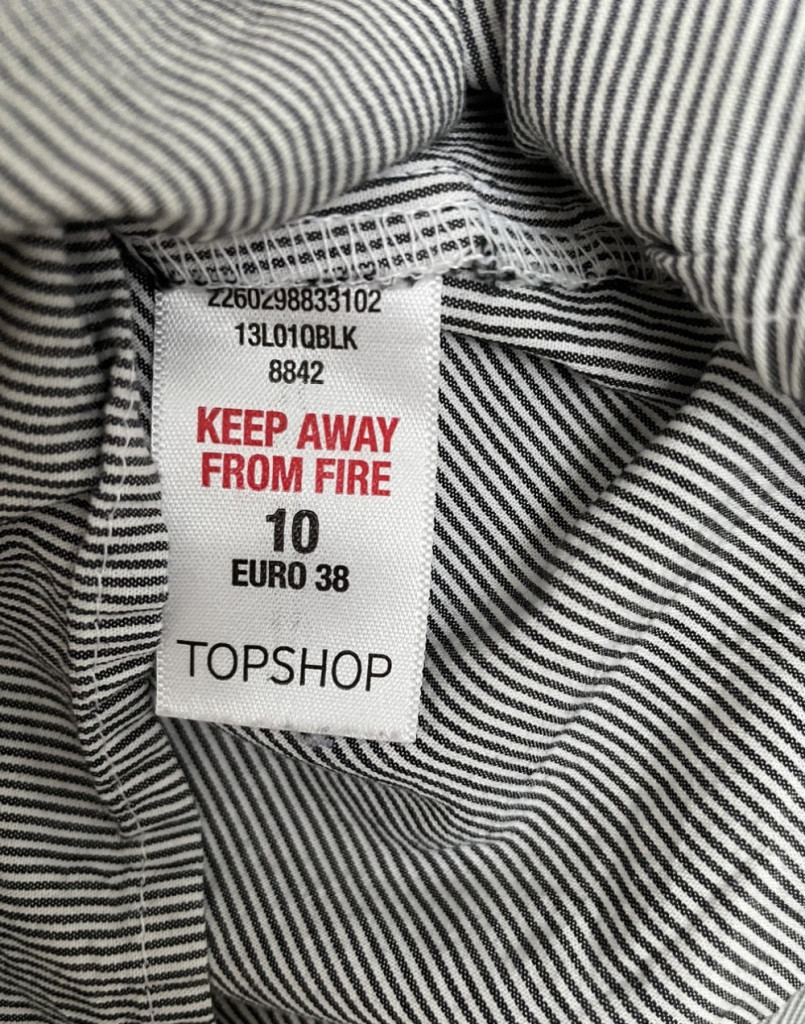 2260298833102
13L01QBLK
8842
KEEP AWAY
FROM FIRE
10
EURO 38
TOPSHOP